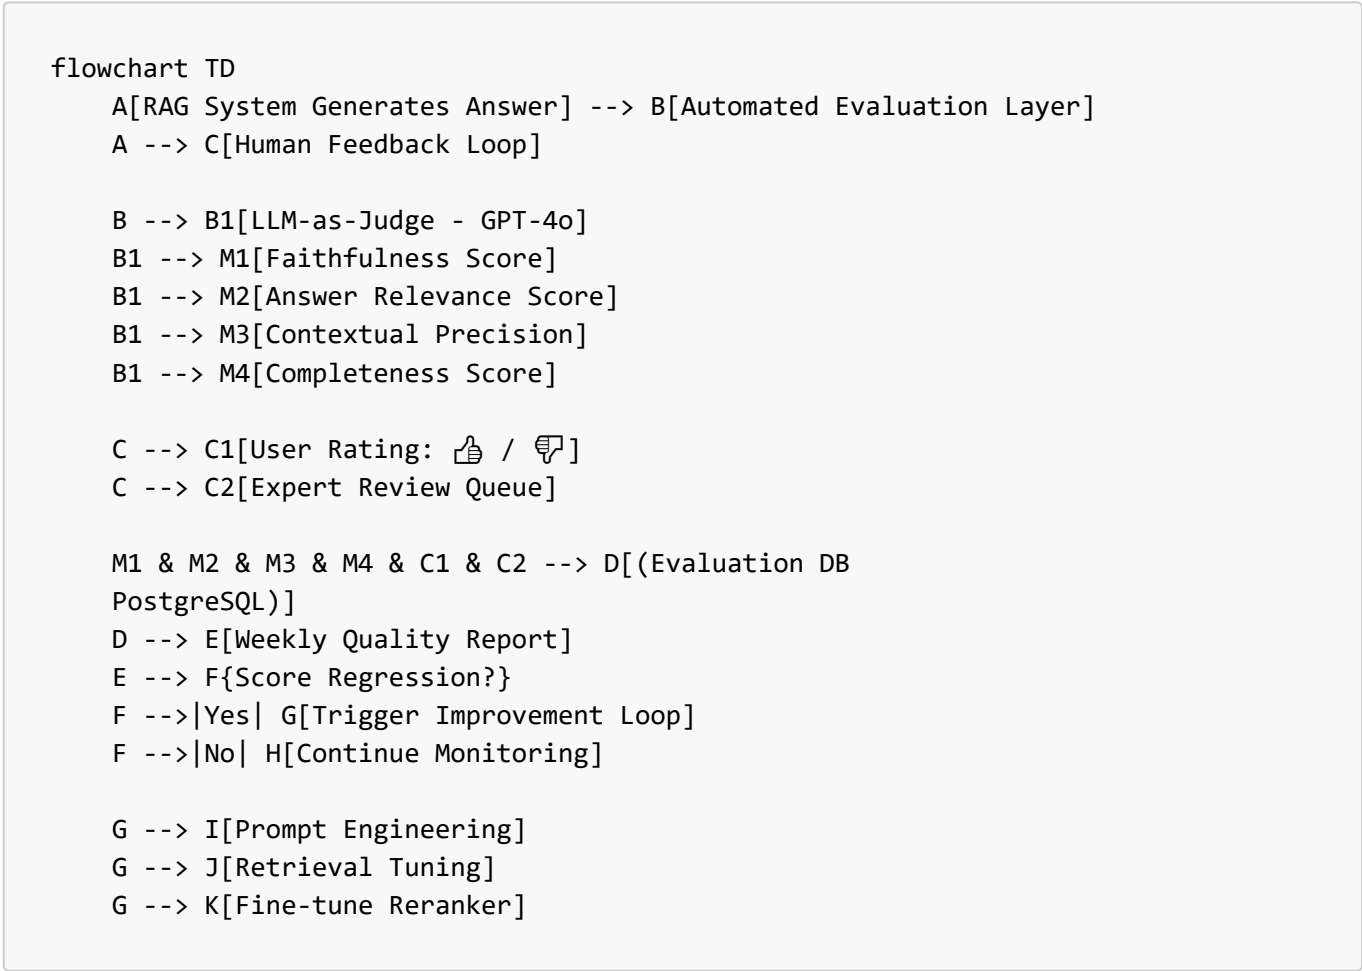 flowchart TD
A[RAG System Generates Answer] --> B[Automated Evaluation Layer]
A --> C[Human Feedback Loop]
B --> B1[LLM-as-Judge - GPT-4o]
B1 --> M1[Faithfulness Score]
B1 --> M2[Answer Relevance Score]
B1 --> M3[Contextual Precision]
B1 --> M4[Completeness Score]
C --> C1[User Rating: 👍 / 👎]
C --> C2[Expert Review Queue]
M1 & M2 & M3 & M4 & C1 & C2 --> D[(Evaluation DB
PostgreSQL)]
D --> E[Weekly Quality Report]
E --> F{Score Regression?}
F -->|Yes| G[Trigger Improvement Loop]
F -->|No| H[Continue Monitoring]
G --> I[Prompt Engineering]
G --> J[Retrieval Tuning]
G --> K[Fine-tune Reranker]